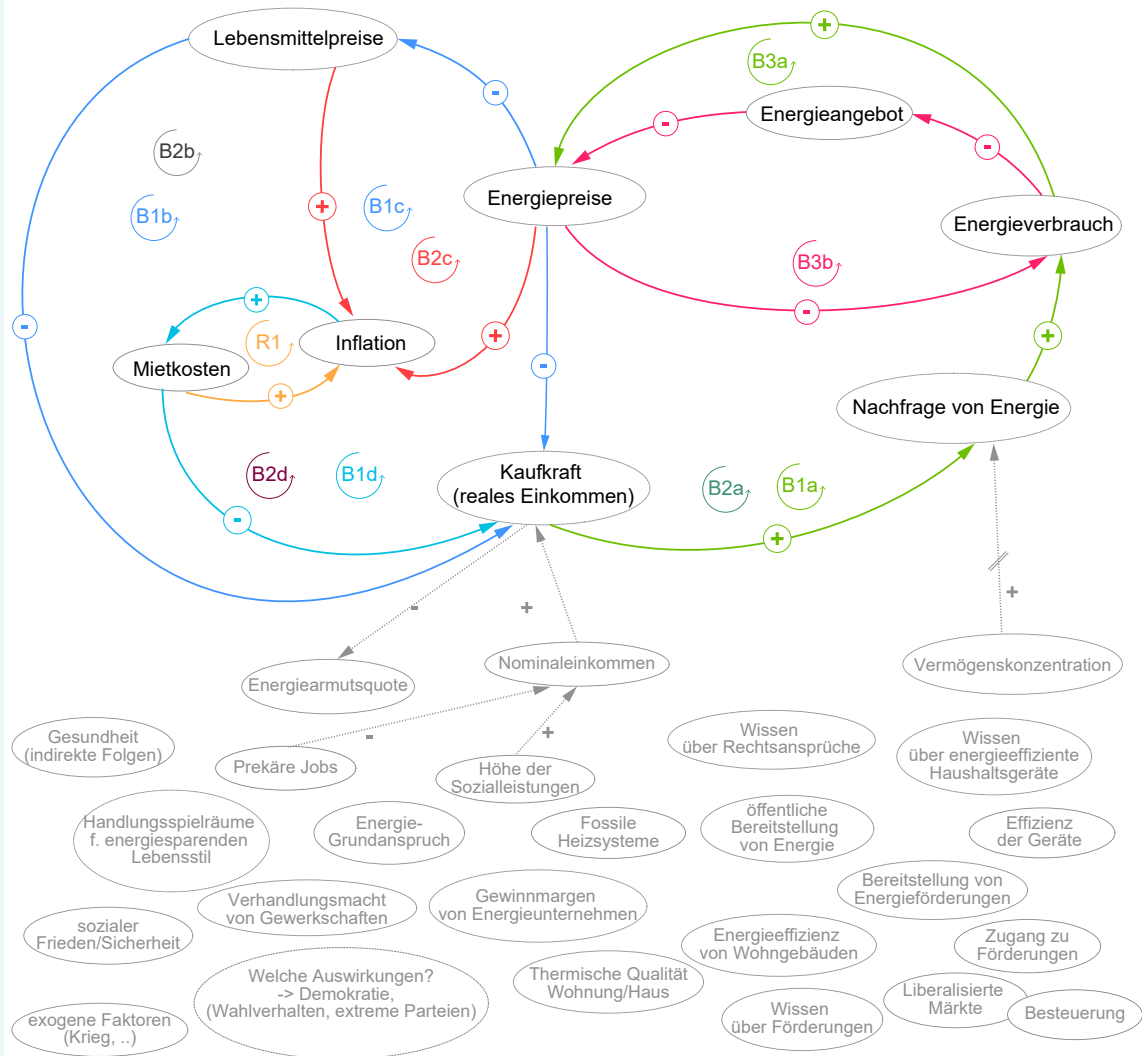 Lebensmittelpreise
+
B3a
-
Energieangebot
-
-
B2b
Energiepreise
B1b
B1c
+
Energieverbrauch
B2c
B3b
+
-
-
R1
Inflation
+
+
Mietkosten
-
+
Nachfrage von Energie
B2d
B1d
Kaufkraft
(reales Einkommen)
B2a
B1a
-
+
-
+
+
Energiearmutsquote
Nominaleinkommen
Vermögenskonzentration
-
+
Gesundheit
(indirekte Folgen)
Prekäre Jobs
Höhe der
Sozialleistungen
Wissen
über Rechtsansprüche
Wissen
über energieeffiziente
Haushaltsgeräte
Handlungsspielräume
f. energiesparenden
Lebensstil
Energie-
Grundanspruch
Fossile
Heizsysteme
öffentliche
Bereitstellung
von Energie
Effizienz
der Geräte
Verhandlungsmacht
von Gewerkschaften
Gewinnmargen
von Energieunternehmen
Bereitstellung von
Energieförderungen
sozialer
Frieden/Sicherheit
Energieeffizienz
von Wohngebäuden
Zugang zu
Förderungen
Welche Auswirkungen?
-> Demokratie,
(Wahlverhalten, extreme Parteien)
Thermische Qualität
Wohnung/Haus
Liberalisierte
Märkte
exogene Faktoren
(Krieg, ..)
Wissen
über Förderungen
Besteuerung